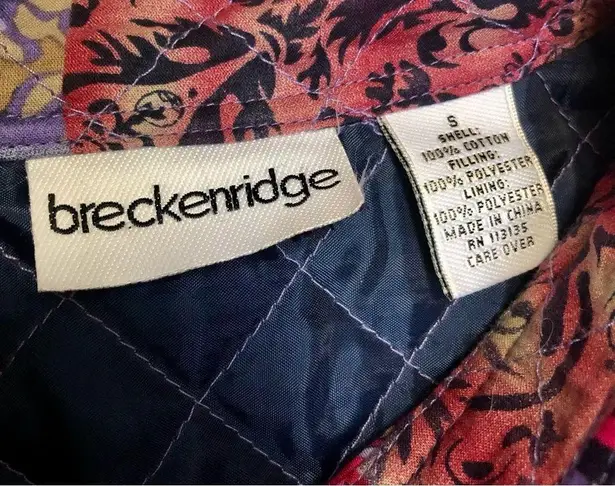 breckenridge
S
SHELL:
100% COTTON
FILLING:
100% POLYESTER
LINING:
100% POLYESTER
MADE IN CHINA
RN 113135
CARE OVER